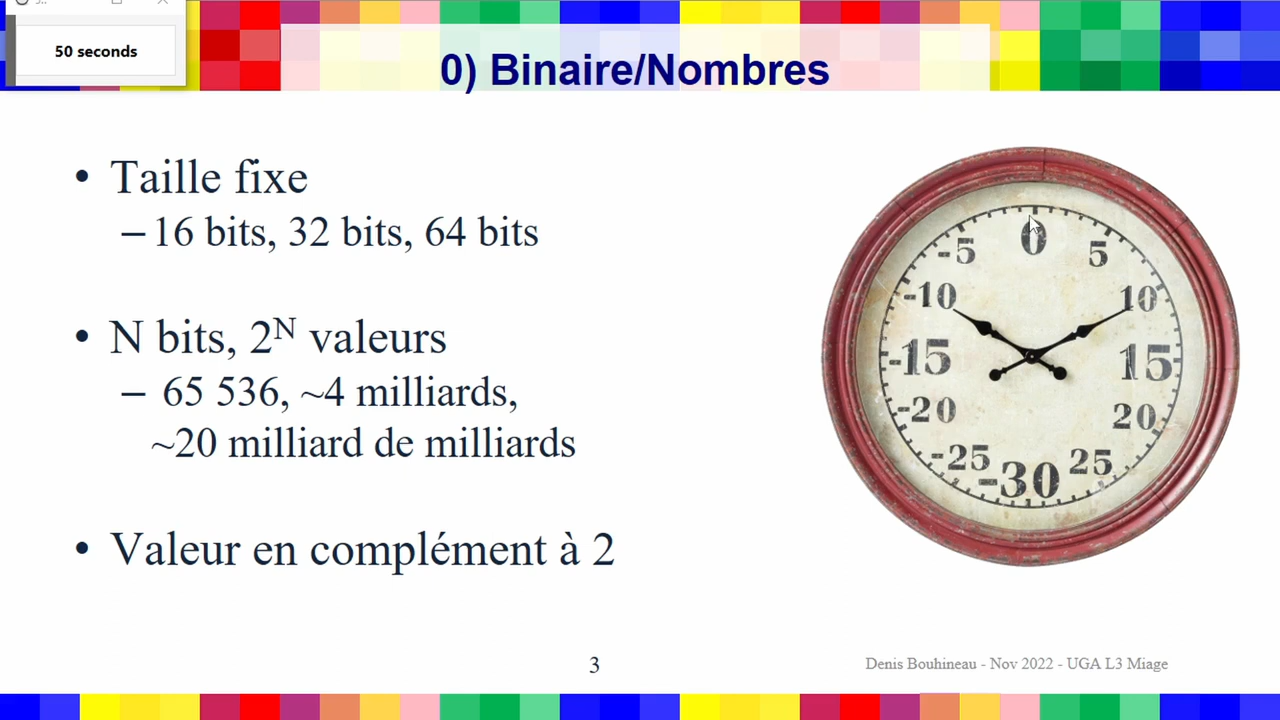 50 seconds
0) Binaire/Nombres
• Taille fixe
– 16 bits, 32 bits, 64 bits
• N bits, 2ᴺ valeurs
– 65 536, ~4 milliards,
~20 milliard de milliards
• Valeur en complément à 2
0
-5 5
-10 10
-15 15
-20 20
-25 25
-30
3
Denis Bouhineau - Nov 2022 - UGA L3 Miage